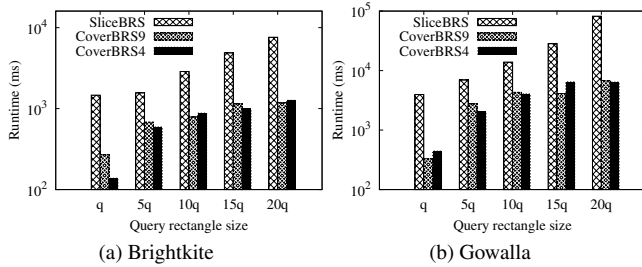 10^4
10^3
10^2
Runtime (ms)
SliceBRS
CoverBRS9
CoverBRS4
q 5q 10q 15q 20q
Query rectangle size
(a) Brightkite
10^5
10^4
10^3
10^2
Runtime (ms)
SliceBRS
CoverBRS9
CoverBRS4
q 5q 10q 15q 20q
Query rectangle size
(b) Gowalla